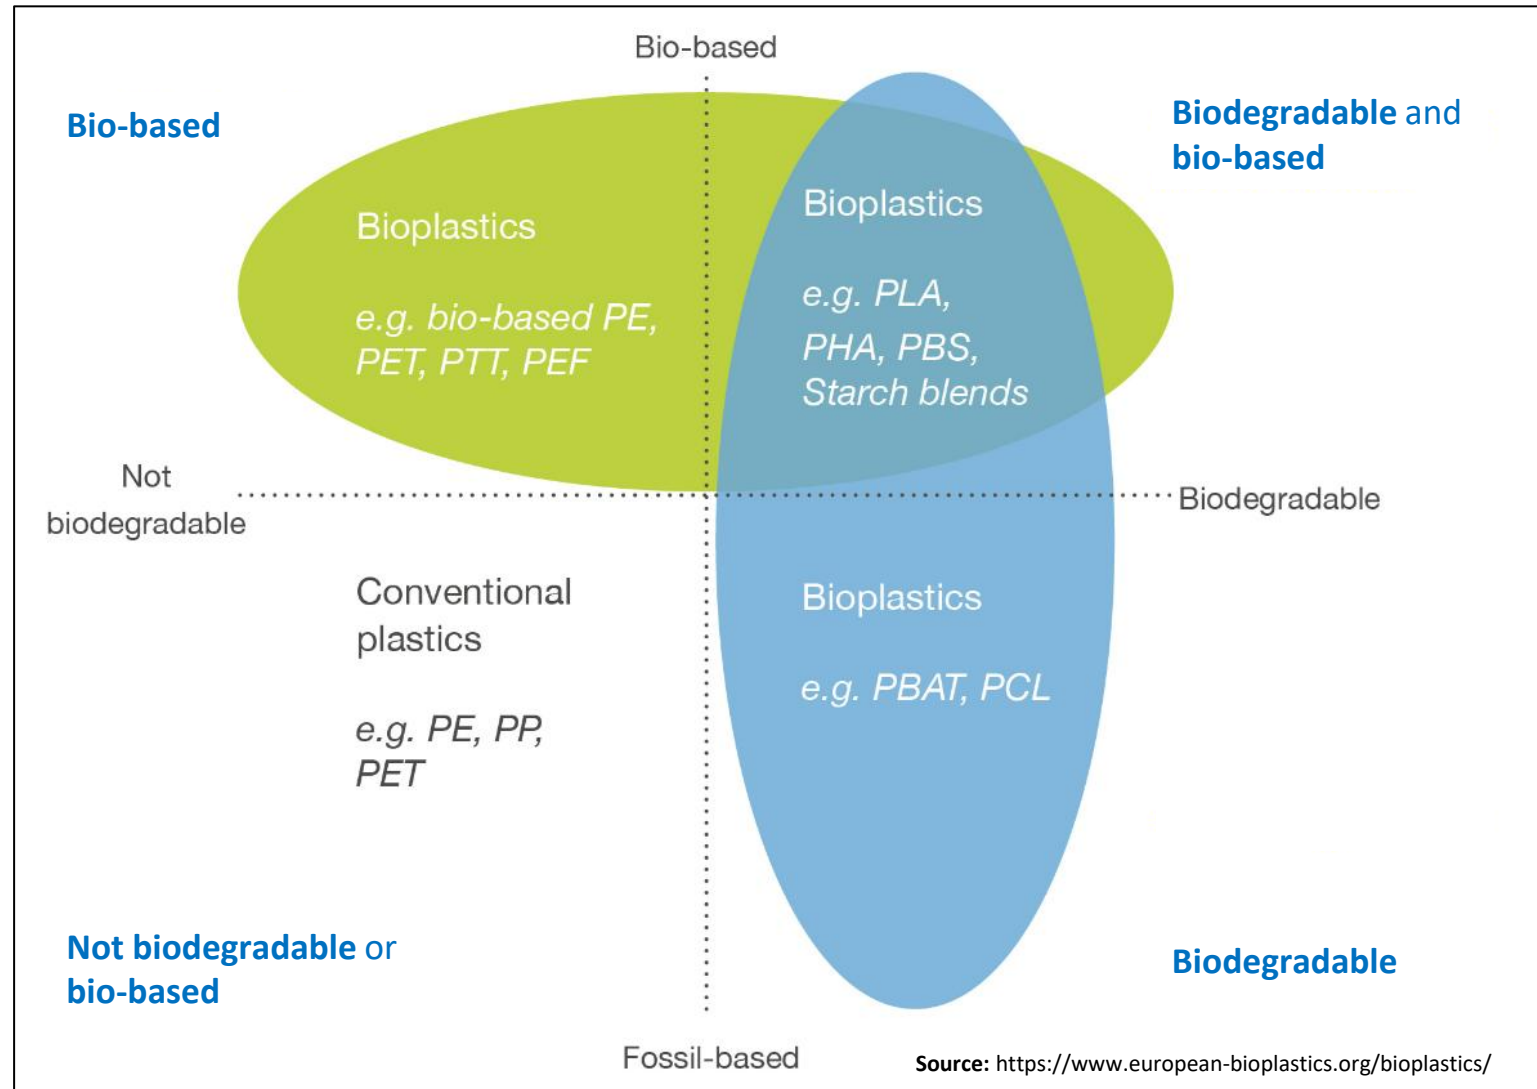 Bio-based
Bio-based
Biodegradable and
bio-based
Bioplastics
e.g. bio-based PE,
PET, PTT, PEF
Bioplastics
e.g. PLA,
PHA, PBS,
Starch blends
Not
biodegradable
Biodegradable
Conventional
plastics
e.g. PE, PP,
PET
Bioplastics
e.g. PBAT, PCL
Not biodegradable or
bio-based
Biodegradable
Fossil-based
Source: https://www.european-bioplastics.org/bioplastics/